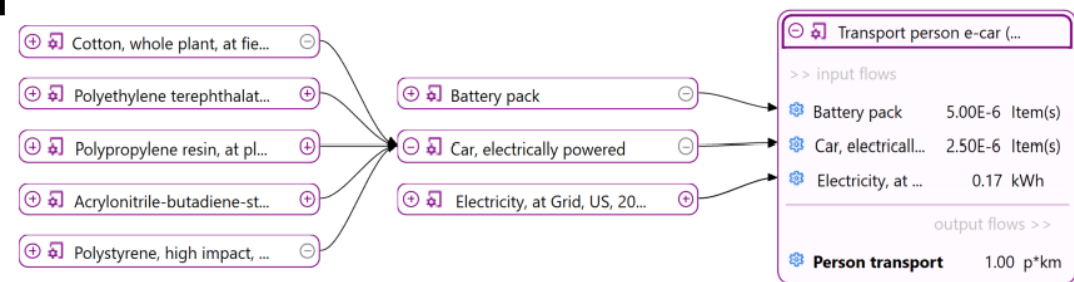 Cotton, whole plant, at fie...
Polyethylene terephthalat...
Polypropylene resin, at pl...
Acrylonitrile-butadiene-st...
Polystyrene, high impact, ...
Battery pack
Car, electrically powered
Electricity, at Grid, US, 20...
Transport person e-car (...
>> input flows
Battery pack 5.00E-6 Item(s)
Car, electricall... 2.50E-6 Item(s)
Electricity, at ... 0.17 kWh
output flows >>
Person transport 1.00 p*km